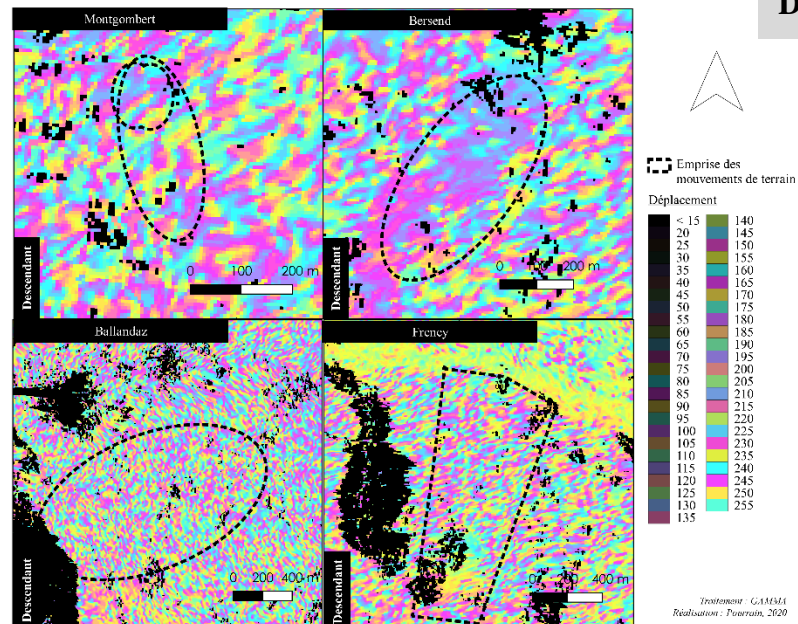 D
Montgombert
Bersend
Descendant
0 100 200 m
Descendant
0 100 200 m
Ballandaz
Freney
Descendant
0 200 400 m
Descendant
200 400 m
Emprise des
mouvements de terrain
Déplacement
< 15 140
20 145
25 150
30 155
35 160
40 165
45 170
50 175
55 180
60 185
65 190
70 195
75 200
80 205
85 210
90 215
95 220
100 225
105 230
110 235
115 240
120 245
125 250
130 255
135
Traitement : GAMMA
Réalisation : Pourrain, 2020